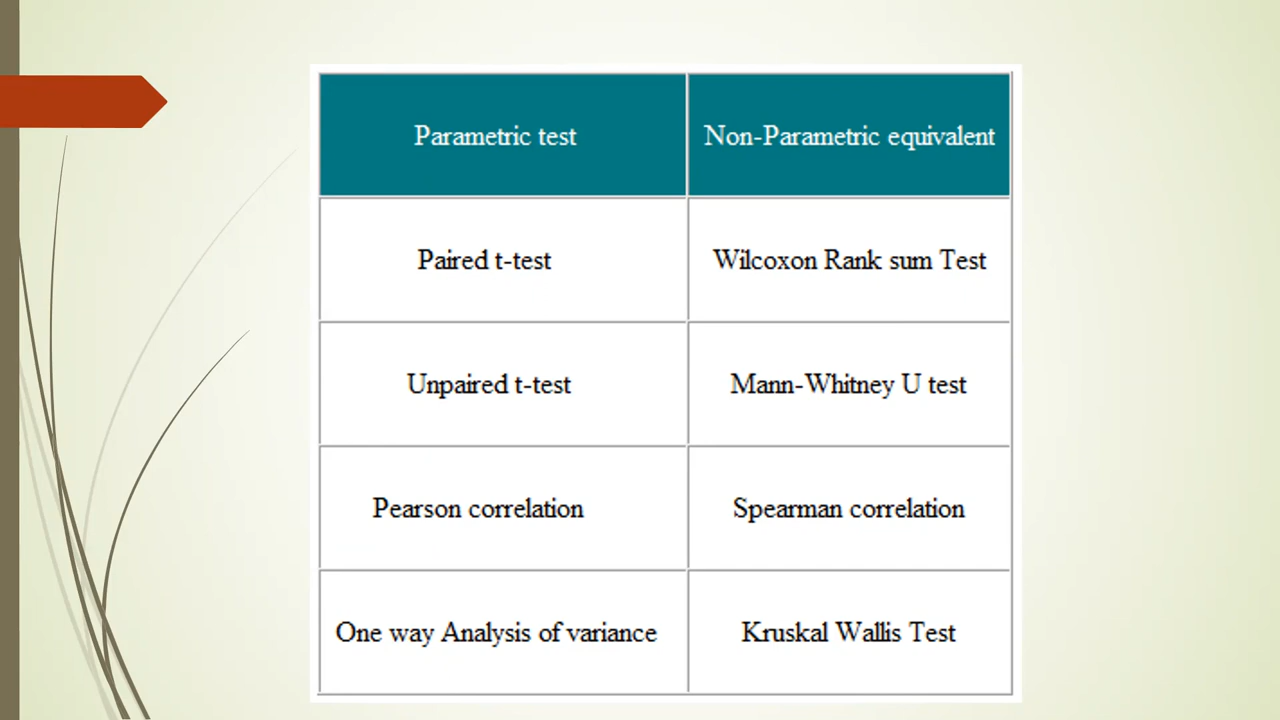 Parametric test
Non-Parametric equivalent
Paired t-test
Wilcoxon Rank sum Test
Unpaired t-test
Mann-Whitney U test
Pearson correlation
Spearman correlation
One way Analysis of variance
Kruskal Wallis Test